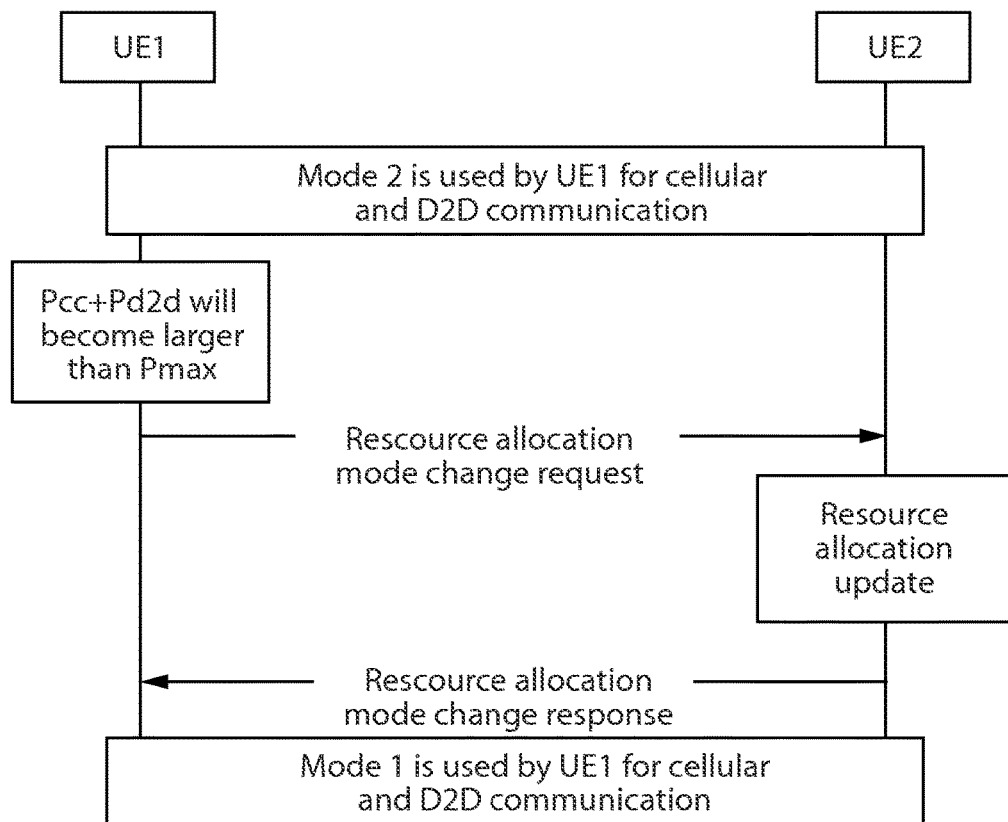 UE1
UE2
Mode 2 is used by UE1 for cellular
and D2D communication
Pcc+Pd2d will
become larger
than Pmax
Rescource allocation
mode change request
Resource
allocation
update
Rescource allocation
mode change response
Mode 1 is used by UE1 for cellular
and D2D communication